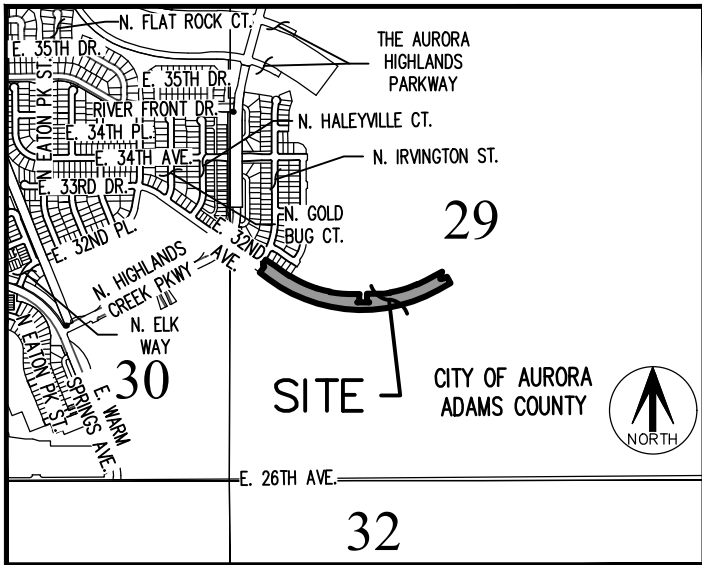 N. FLAT ROCK CT.
E. 35TH DR.
THE AURORA
HIGHLANDS
PARKWAY
N EATON PK ST.
E. 35TH DR.
RIVER FRONT DR.
N. HALEYVILLE CT.
E. 34TH PL.
E. 34TH AVE.
N. IRVINGTON ST.
E. 33RD DR.
N. GOLD
BUG CT.
29
E. 32ND PL.
E. 32ND
AVE.
N. HIGHLANDS
CREEK PKWY
N. ELK
WAY
30
N EATON PK ST.
E. WARM
SPRINGS AVE.
SITE
CITY OF AURORA
ADAMS COUNTY
NORTH
E. 26TH AVE.
32